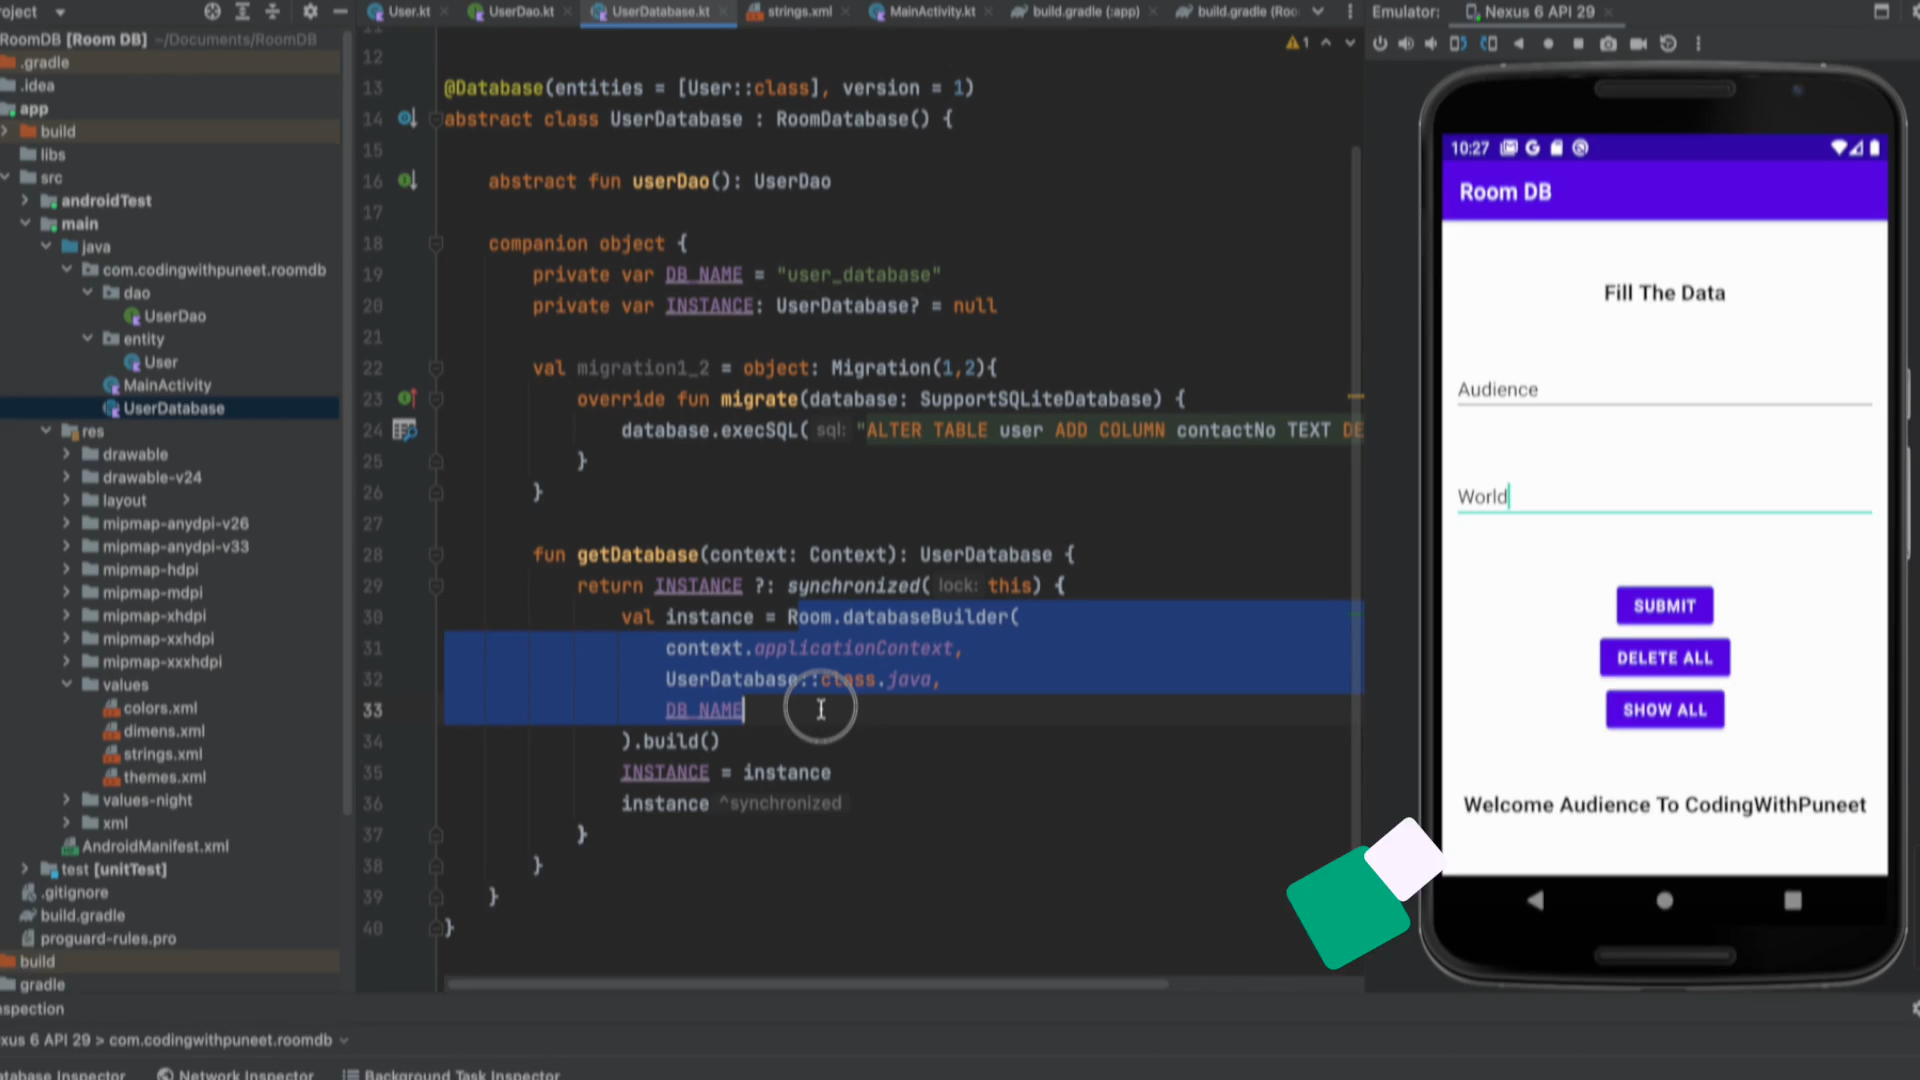 roject
User.kt
UserDao.kt
UserDatabase.kt
strings.xml
MainActivity.kt
build.gradle (:app)
build.gradle (Roo
Emulator:
Nexus 6 API 29
RoomDB [Room DB] ~/Documents/RoomDB
.gradle
.idea
app
build
libs
src
androidTest
main
java
com.codingwithpuneet.roomdb
dao
UserDao
entity
User
MainActivity
UserDatabase
res
drawable
drawable-v24
layout
mipmap-anydpi-v26
mipmap-anydpi-v33
mipmap-hdpi
mipmap-mdpi
mipmap-xhdpi
mipmap-xxhdpi
mipmap-xxxhdpi
values
colors.xml
dimens.xml
strings.xml
themes.xml
values-night
xml
AndroidManifest.xml
test [unitTest]
.gitignore
build.gradle
proguard-rules.pro
build
gradle
1
11
12
13 @Database(entities = [User::class], version = 1)
14 abstract class UserDatabase : RoomDatabase() {
15
16 abstract fun userDao(): UserDao
17
18 companion object {
19 private var DB_NAME = "user_database"
20 private var INSTANCE: UserDatabase? = null
21
22 val migration1_2 = object: Migration(1,2){
23 override fun migrate(database: SupportSQLiteDatabase) {
24 database.execSQL( sql: "ALTER TABLE user ADD COLUMN contactNo TEXT DE
25 }
26 }
27
28 fun getDatabase(context: Context): UserDatabase {
29 return INSTANCE ?: synchronized( lock: this) {
30 val instance = Room.databaseBuilder(
31 context.applicationContext,
32 UserDatabase::class.java,
33 DB_NAME
34 ).build()
35 INSTANCE = instance
36 instance ^synchronized
37 }
38 }
39 }
40 }
10:27
Room DB
Fill The Data
Audience
World
SUBMIT
DELETE ALL
SHOW ALL
Welcome Audience To CodingWithPuneet
nspection
xus 6 API 29 > com.codingwithpuneet.roomdb
atabase Inspector
Network Inspector
Background Task Inspector